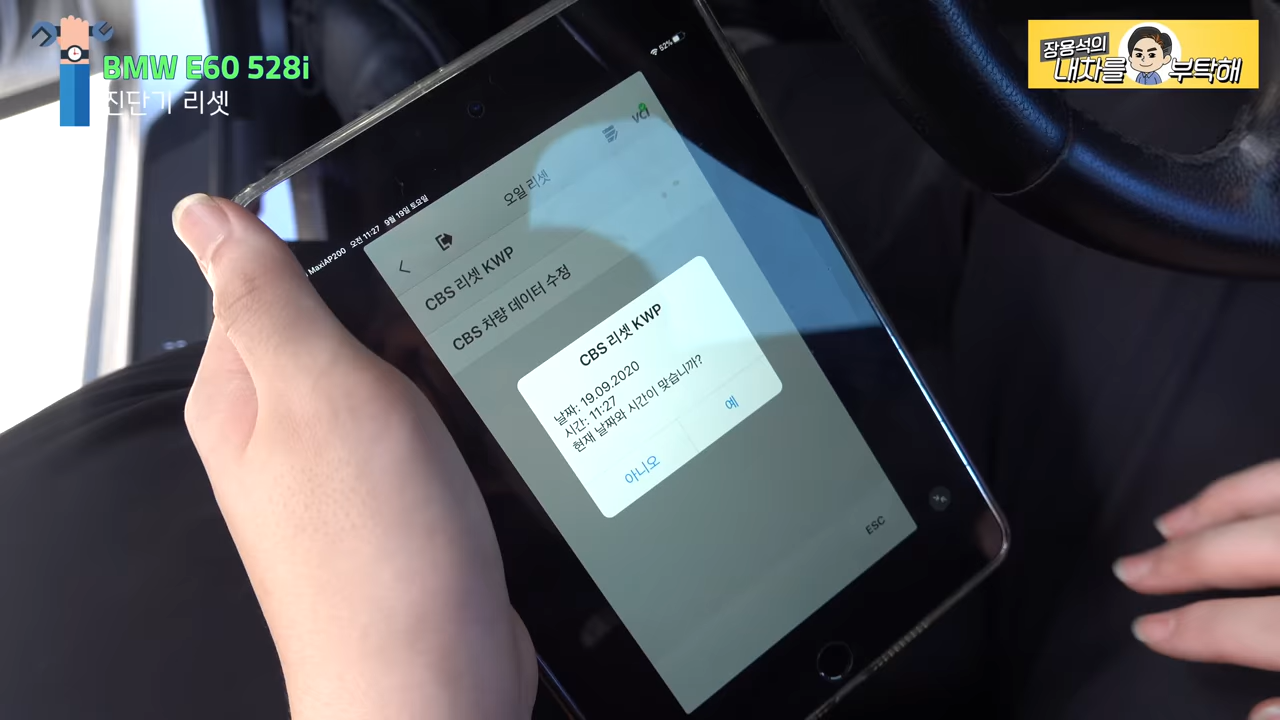 BMW E60 528i
진단기 리셋
장용석의
내차를 부탁해
52%
MaxiAP200 오전 11:27 9월 19일 토요일
VCI
오일 리셋
CBS 리셋 KWP
CBS 차량 데이터 수정
CBS 리셋 KWP
날짜: 19.09.2020
시간: 11:27
현재 날짜와 시간이 맞습니까?
아니오
예
ESC